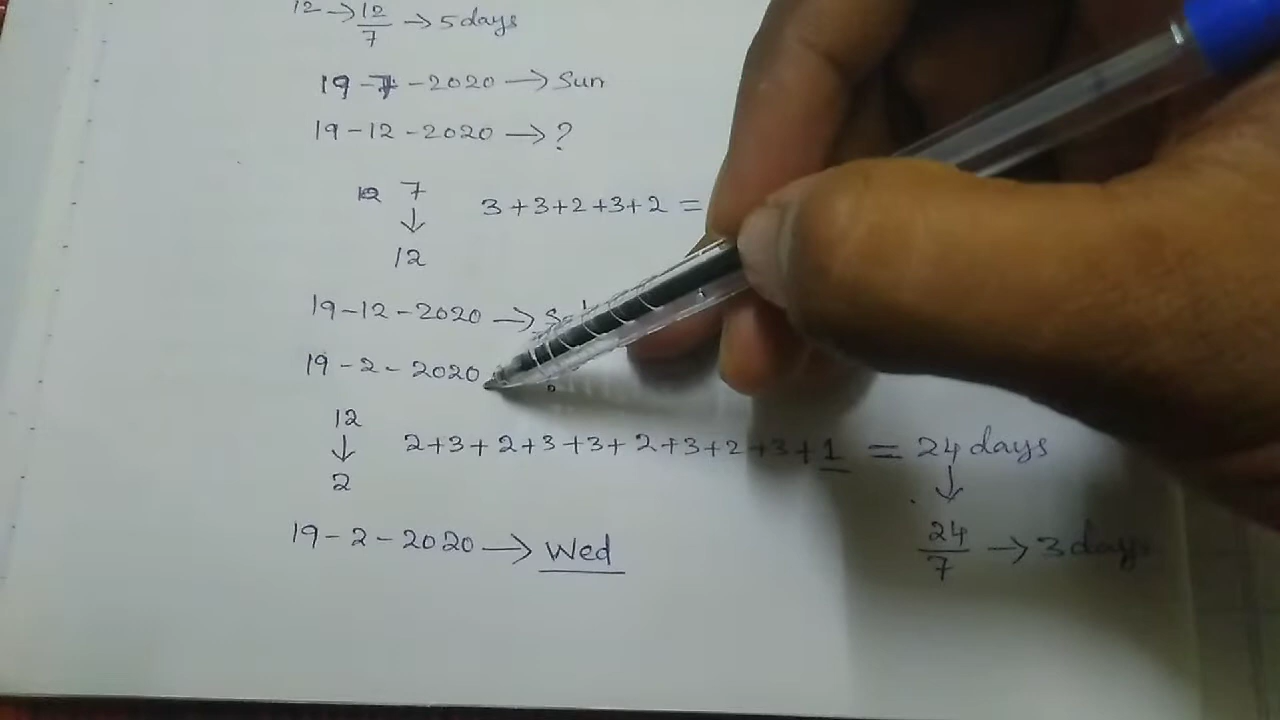 12 → 12/7 → 5 days
19 - 7 - 2020 → Sun
19 - 12 - 2020 → ?
7 ↓ 12
3 + 3 + 2 + 3 + 2 =
19 - 12 - 2020 →
19 - 2 - 2020
12 ↓ 2
2 + 3 + 2 + 3 + 3 + 2 + 3 + 2 + 3 + 1 = 24 days
↓
24/7 → 3 days
19 - 2 - 2020 → Wed